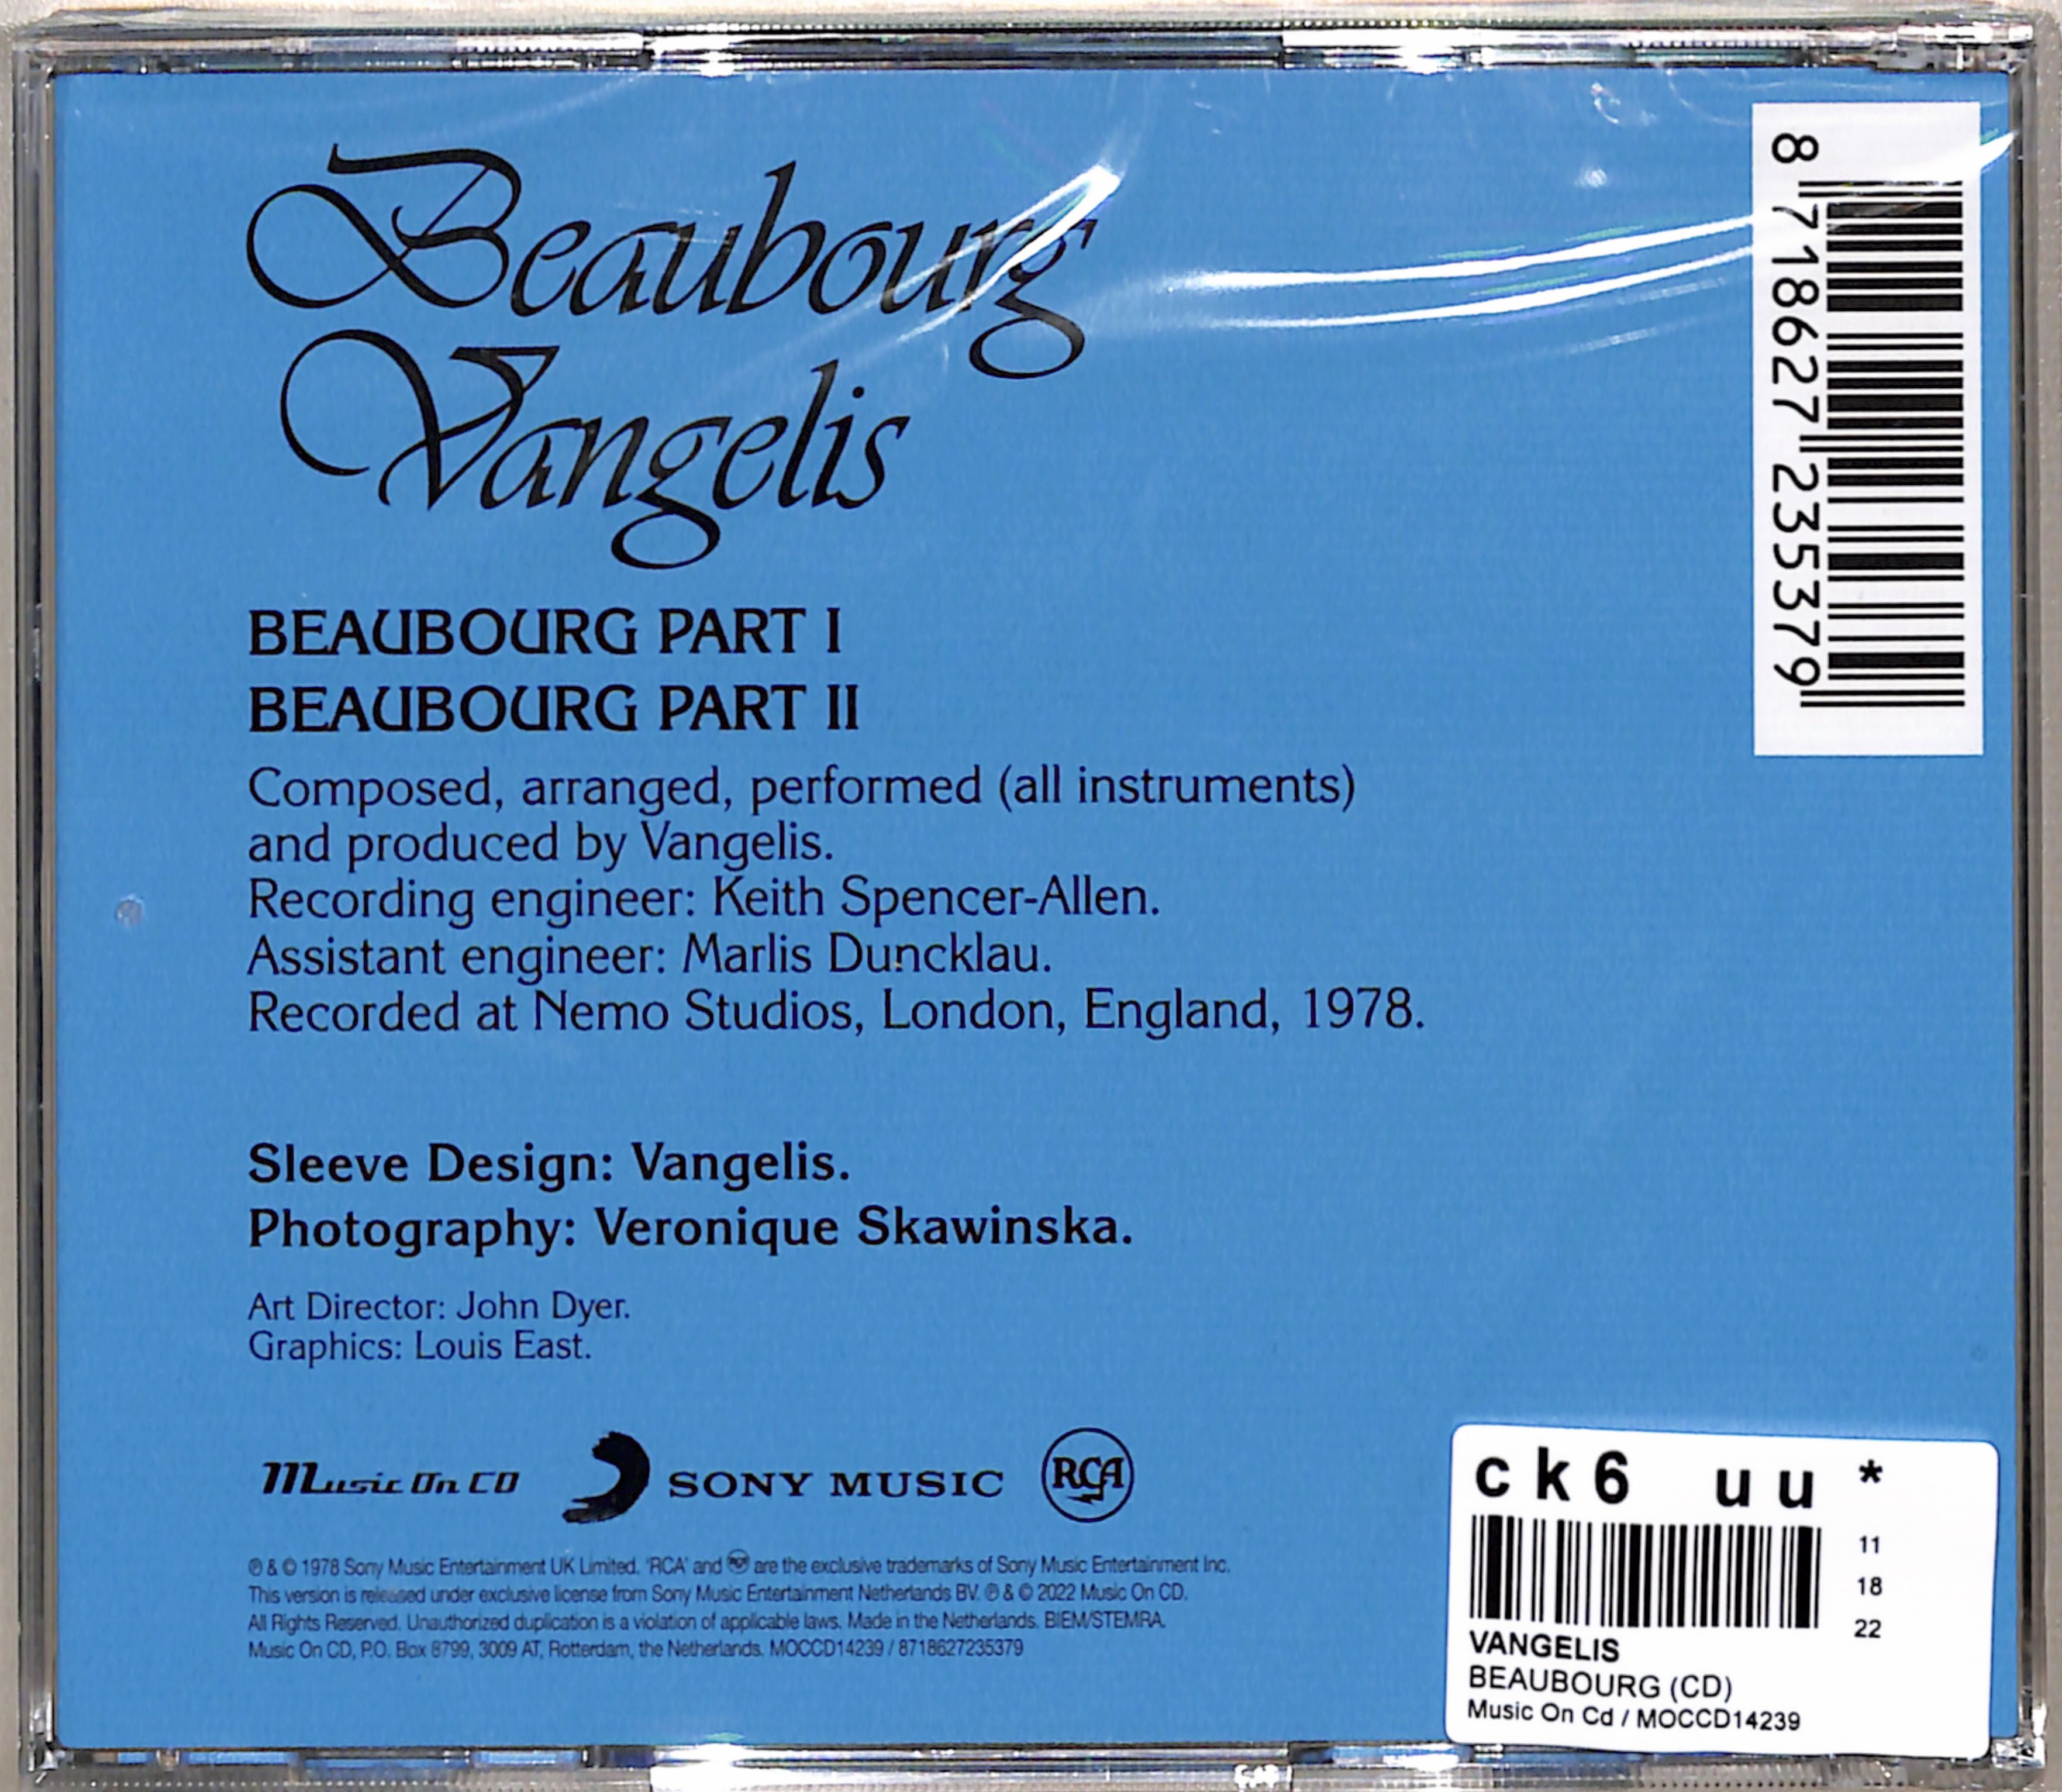 Beaubourg
Vangelis
BEAUBOURG PART I
BEAUBOURG PART II
Composed, arranged, performed (all instruments)
and produced by Vangelis.
Recording engineer: Keith Spencer-Allen.
Assistant engineer: Marlis Duncklau.
Recorded at Nemo Studios, London, England, 1978.
Sleeve Design: Vangelis.
Photography: Veronique Skawinska.
Art Director: John Dyer.
Graphics: Louis East.
Music On CD SONY MUSIC RCA
℗ & © 1978 Sony Music Entertainment UK Limited. 'RCA' and RCA are the exclusive trademarks of Sony Music Entertainment Inc.
This version is released under exclusive license from Sony Music Entertainment Netherlands BV. ℗ & © 2022 Music On CD.
All Rights Reserved. Unauthorized duplication is a violation of applicable laws. Made in the Netherlands. BIEM/STEMRA.
Music On CD, P.O. Box 8799, 3009 AT, Rotterdam, the Netherlands. MOCCD14239 / 8718627235379
8 718627 235379
ck6 uu *
11
18
22
VANGELIS
BEAUBOURG (CD)
Music On Cd / MOCCD14239